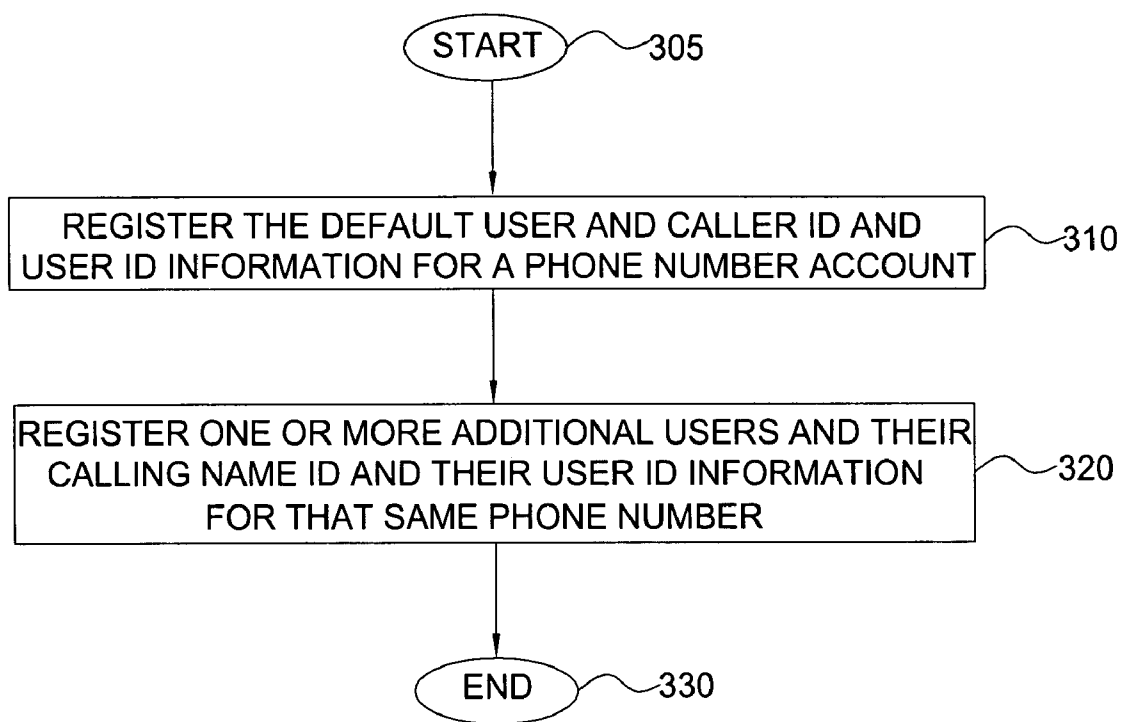 START
305
REGISTER THE DEFAULT USER AND CALLER ID AND
USER ID INFORMATION FOR A PHONE NUMBER ACCOUNT
310
REGISTER ONE OR MORE ADDITIONAL USERS AND THEIR
CALLING NAME ID AND THEIR USER ID INFORMATION
FOR THAT SAME PHONE NUMBER
320
END
330